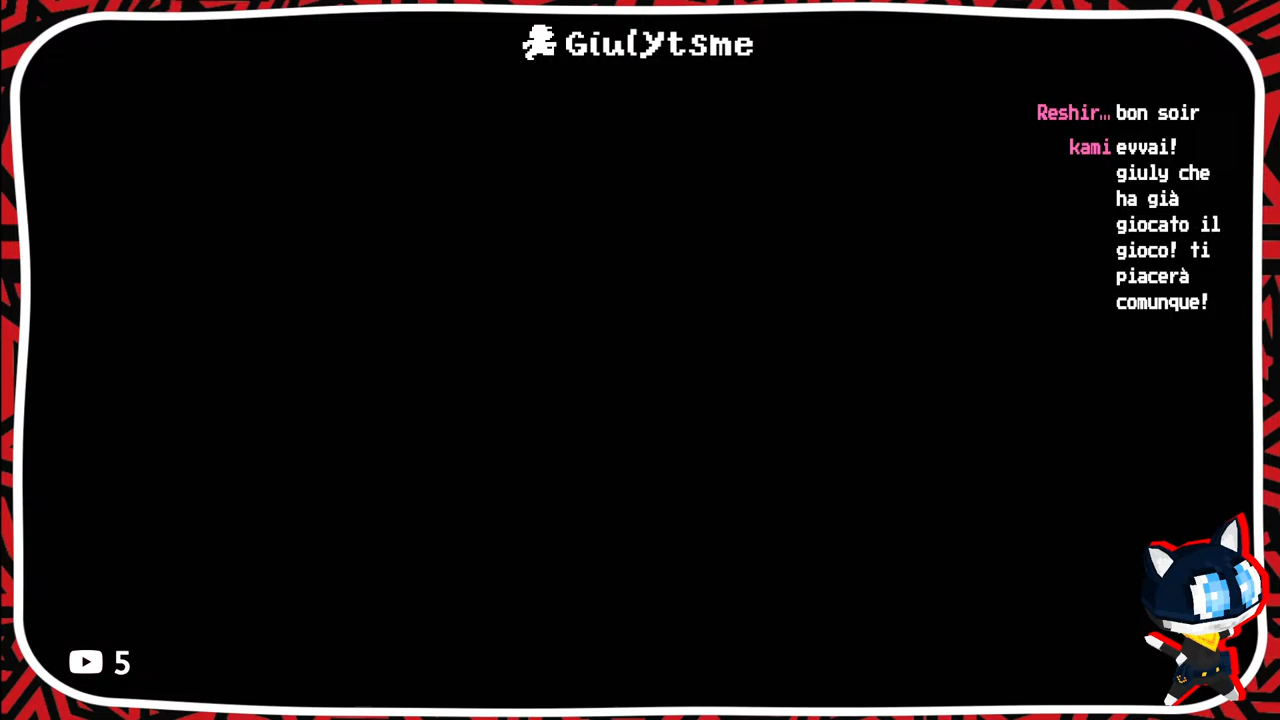 GiulytSme
Reshir… bon soir
kami evvai!
giuly che
ha già
giocato il
gioco! ti
piacerà
comunque!
5